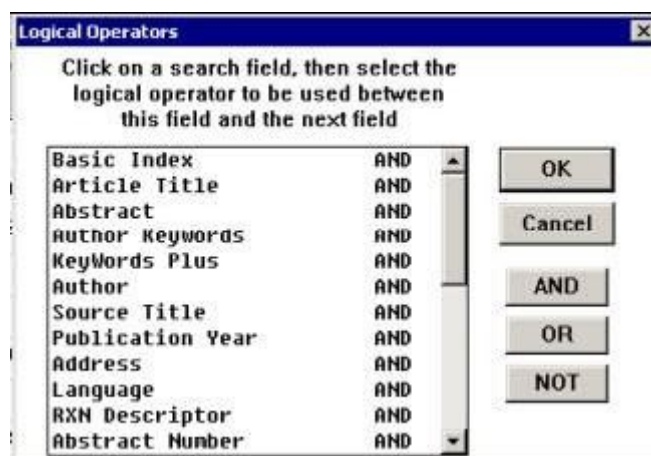 Logical Operators
Click on a search field, then select the
logical operator to be used between
this field and the next field
Basic Index AND
Article Title AND
Abstract AND
Author Keywords AND
KeyWords Plus AND
Author AND
Source Title AND
Publication Year AND
Address AND
Language AND
RXN Descriptor AND
Abstract Number AND
OK
Cancel
AND
OR
NOT